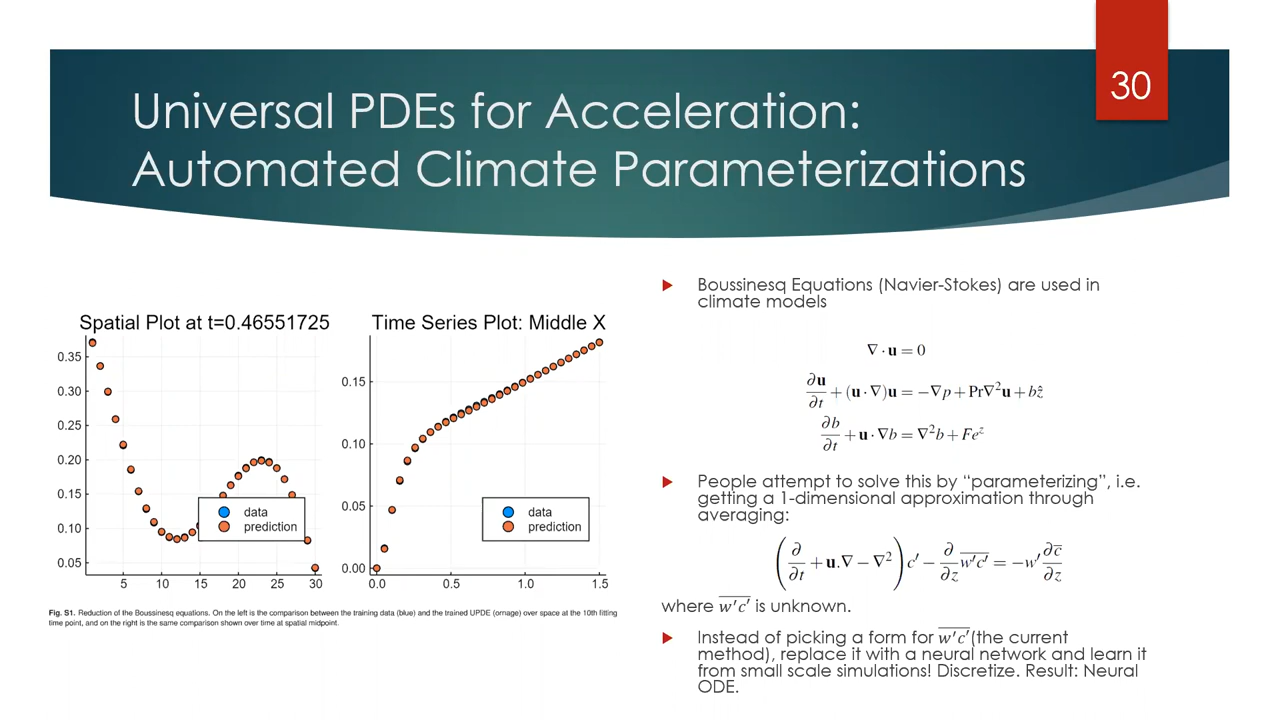 30
Universal PDEs for Acceleration:
Automated Climate Parameterizations
Spatial Plot at t=0.46551725
0.35
0.30
0.25
0.20
0.15
0.10
0.05
5 10 15 20 25 30
data
prediction
Time Series Plot: Middle X
0.15
0.10
0.05
0.00
0.0 0.5 1.0 1.5
data
prediction
Fig. S1. Reduction of the Boussinesq equations. On the left is the comparison between the training data (blue) and the trained UPDE (ornage) over space at the 10th fitting
time point, and on the right is the same comparison shown over time at spatial midpoint.
Boussinesq Equations (Navier-Stokes) are used in
climate models
∇ · u = 0
∂u/∂t + (u · ∇)u = −∇p + Pr∇²u + bẑ
∂b/∂t + u · ∇b = ∇²b + Fe^z
People attempt to solve this by “parameterizing”, i.e.
getting a 1-dimensional approximation through
averaging:
(∂/∂t + u.∇ − ∇²) c′ − ∂/∂z w̅′c̅′ = −w′ ∂c̅/∂z
where w̅′c̅′ is unknown.
Instead of picking a form for w̅′c̅′(the current
method), replace it with a neural network and learn it
from small scale simulations! Discretize. Result: Neural
ODE.